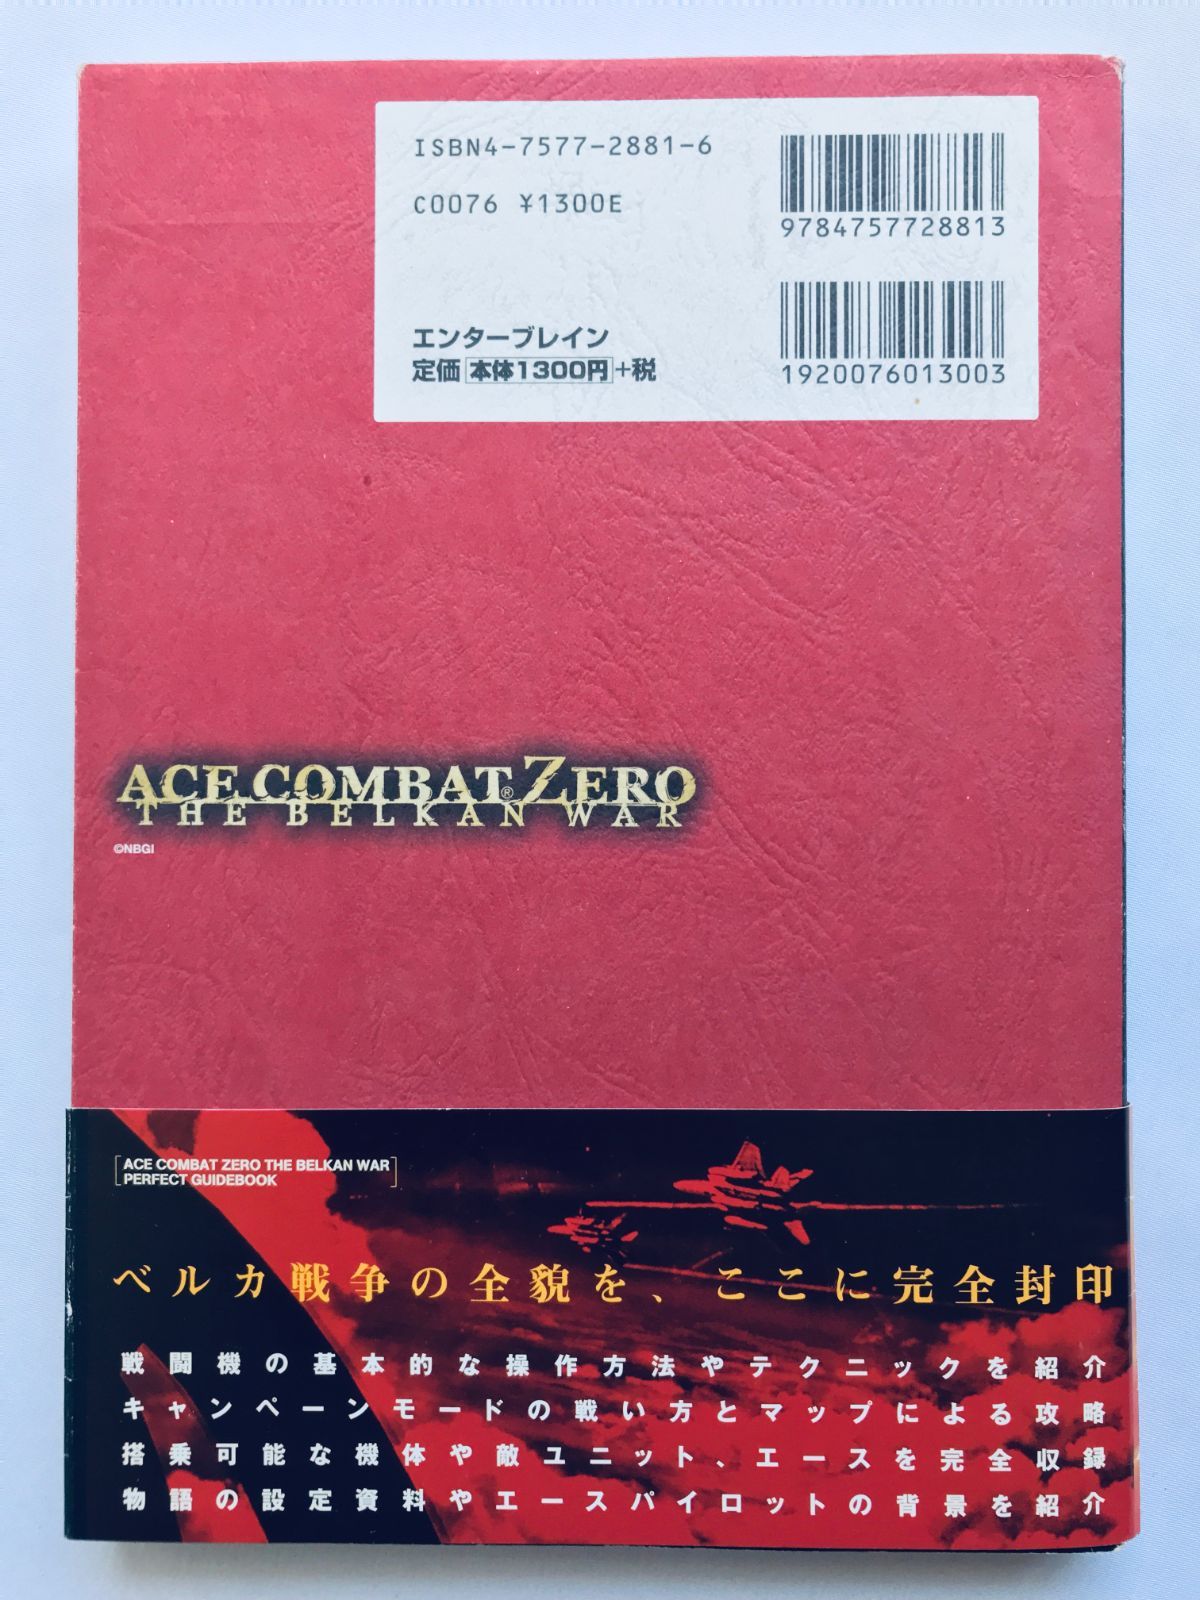 ISBN4-7577-2881-6
C0076 ¥1300E
9784757728813
エンターブレイン
定価 本体1300円+税
1920076013003
ACE COMBAT® ZERO
THE BELKAN WAR
©NBGI
ACE COMBAT ZERO THE BELKAN WAR
PERFECT GUIDEBOOK
ベルカ戦争の全貌を、ここに完全封印
戦闘機の基本的な操作方法やテクニックを紹介
キャンペーンモードの戦い方とマップによる攻略
搭乗可能な機体や敵ユニット、エースを完全収録
物語の設定資料やエースパイロットの背景を紹介